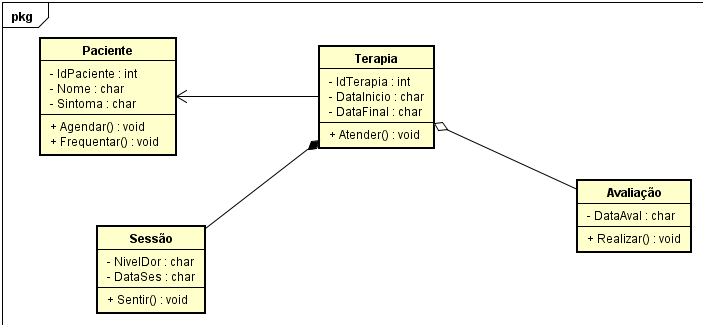 pkg
Paciente
- IdPaciente : int
- Nome : char
- Sintoma : char
+ Agendar() : void
+ Frequentar() : void
Terapia
- IdTerapia : int
- DataInicio : char
- DataFinal : char
+ Atender() : void
Avaliação
- DataAval : char
+ Realizar() : void
Sessão
- NivelDor : char
- DataSes : char
+ Sentir() : void